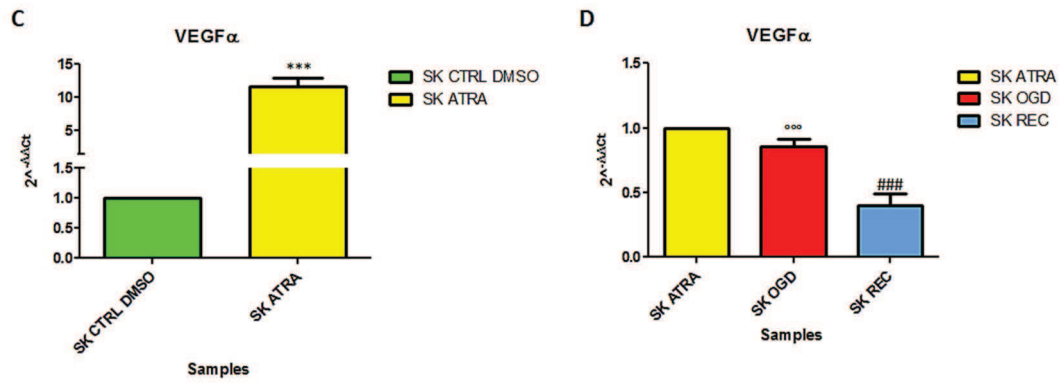 C
VEGFα
2^-ΔΔCt
15
10
5
1.5
1.0
0.5
0.0
***
SK CTRL DMSO
SK ATRA
Samples
SK CTRL DMSO
SK ATRA
D
VEGFα
2^-ΔΔCt
1.5
1.0
0.5
0.0
°°°
###
SK ATRA
SK OGD
SK REC
Samples
SK ATRA
SK OGD
SK REC